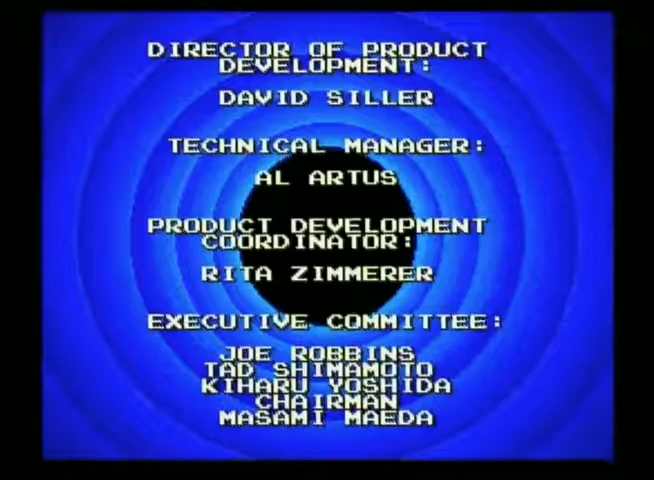 DIRECTOR OF PRODUCT
DEVELOPMENT:
DAVID SILLER
TECHNICAL MANAGER:
AL ARTUS
PRODUCT DEVELOPMENT
COORDINATOR:
RITA ZIMMERER
EXECUTIVE COMMITTEE:
JOE ROBBINS
TAD SHIMAMOTO
KIHARU YOSHIDA
CHAIRMAN
MASAMI MAEDA